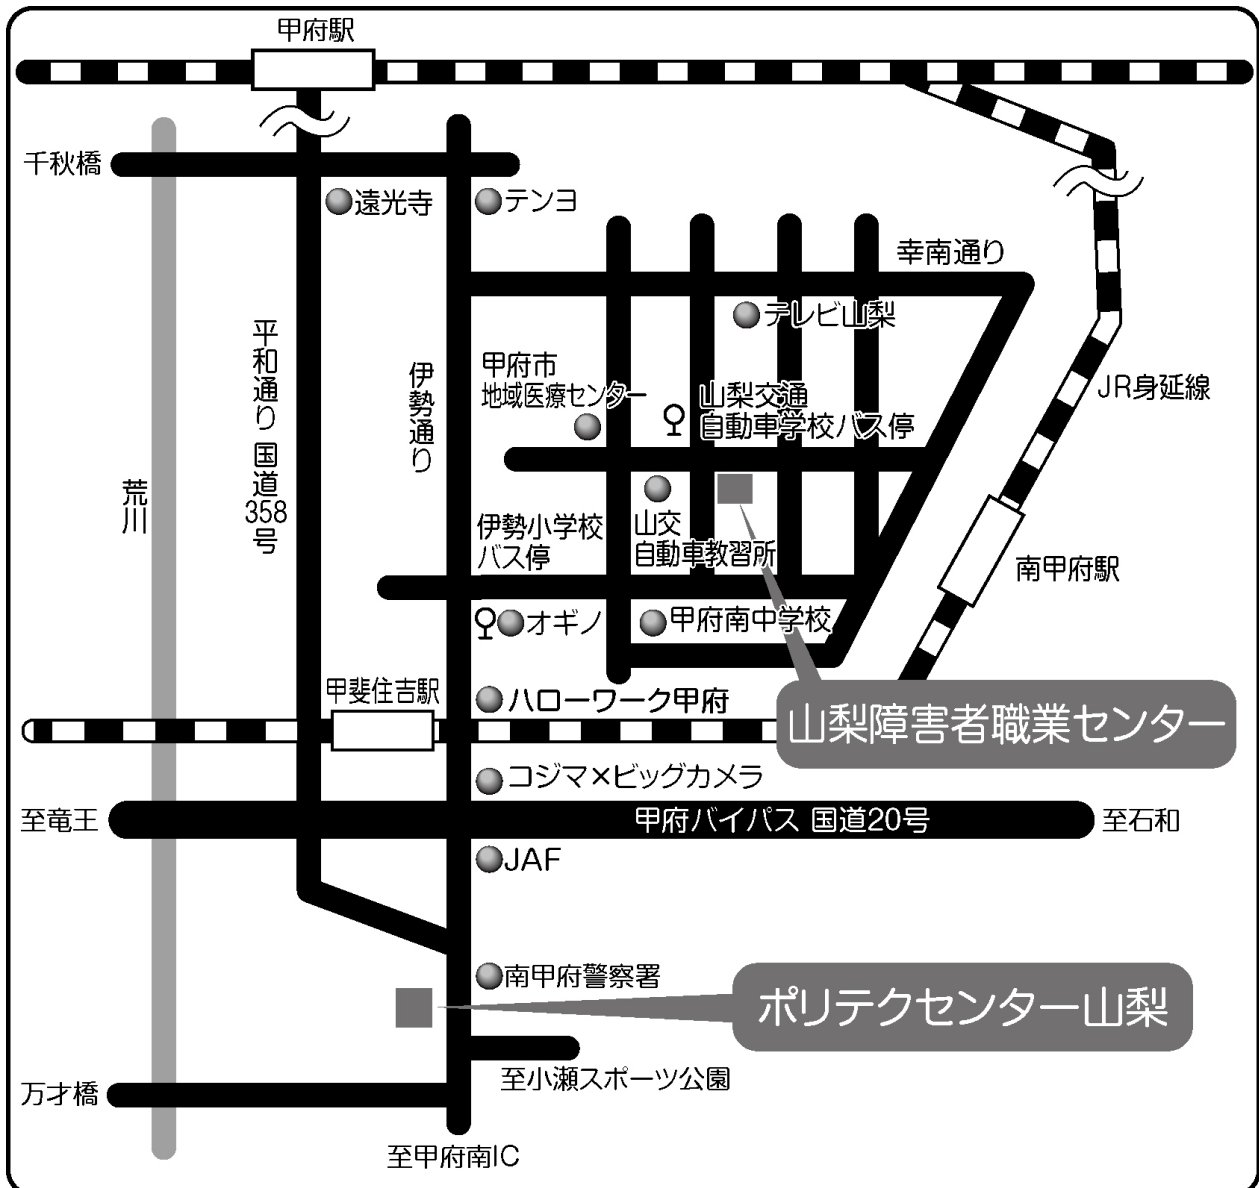 甲府駅
千秋橋
遠光寺
テンヨ
幸南通り
テレビ山梨
平和通り 国道358号
伊勢通り
甲府市
地域医療センター
山梨交通
自動車学校バス停
JR身延線
荒川
伊勢小学校
バス停
山交
自動車教習所
南甲府駅
オギノ
甲府南中学校
甲斐住吉駅
ハローワーク甲府
山梨障害者職業センター
コジマ×ビッグカメラ
至竜王
甲府バイパス 国道20号
至石和
JAF
南甲府警察署
ポリテクセンター山梨
至小瀬スポーツ公園
万才橋
至甲府南IC